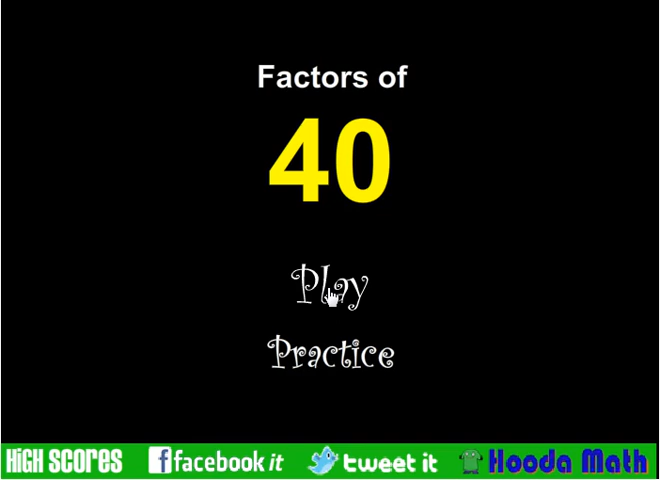 Factors of
40
Play
Practice
HiGH SCORES facebook it tweet it Hooda Math